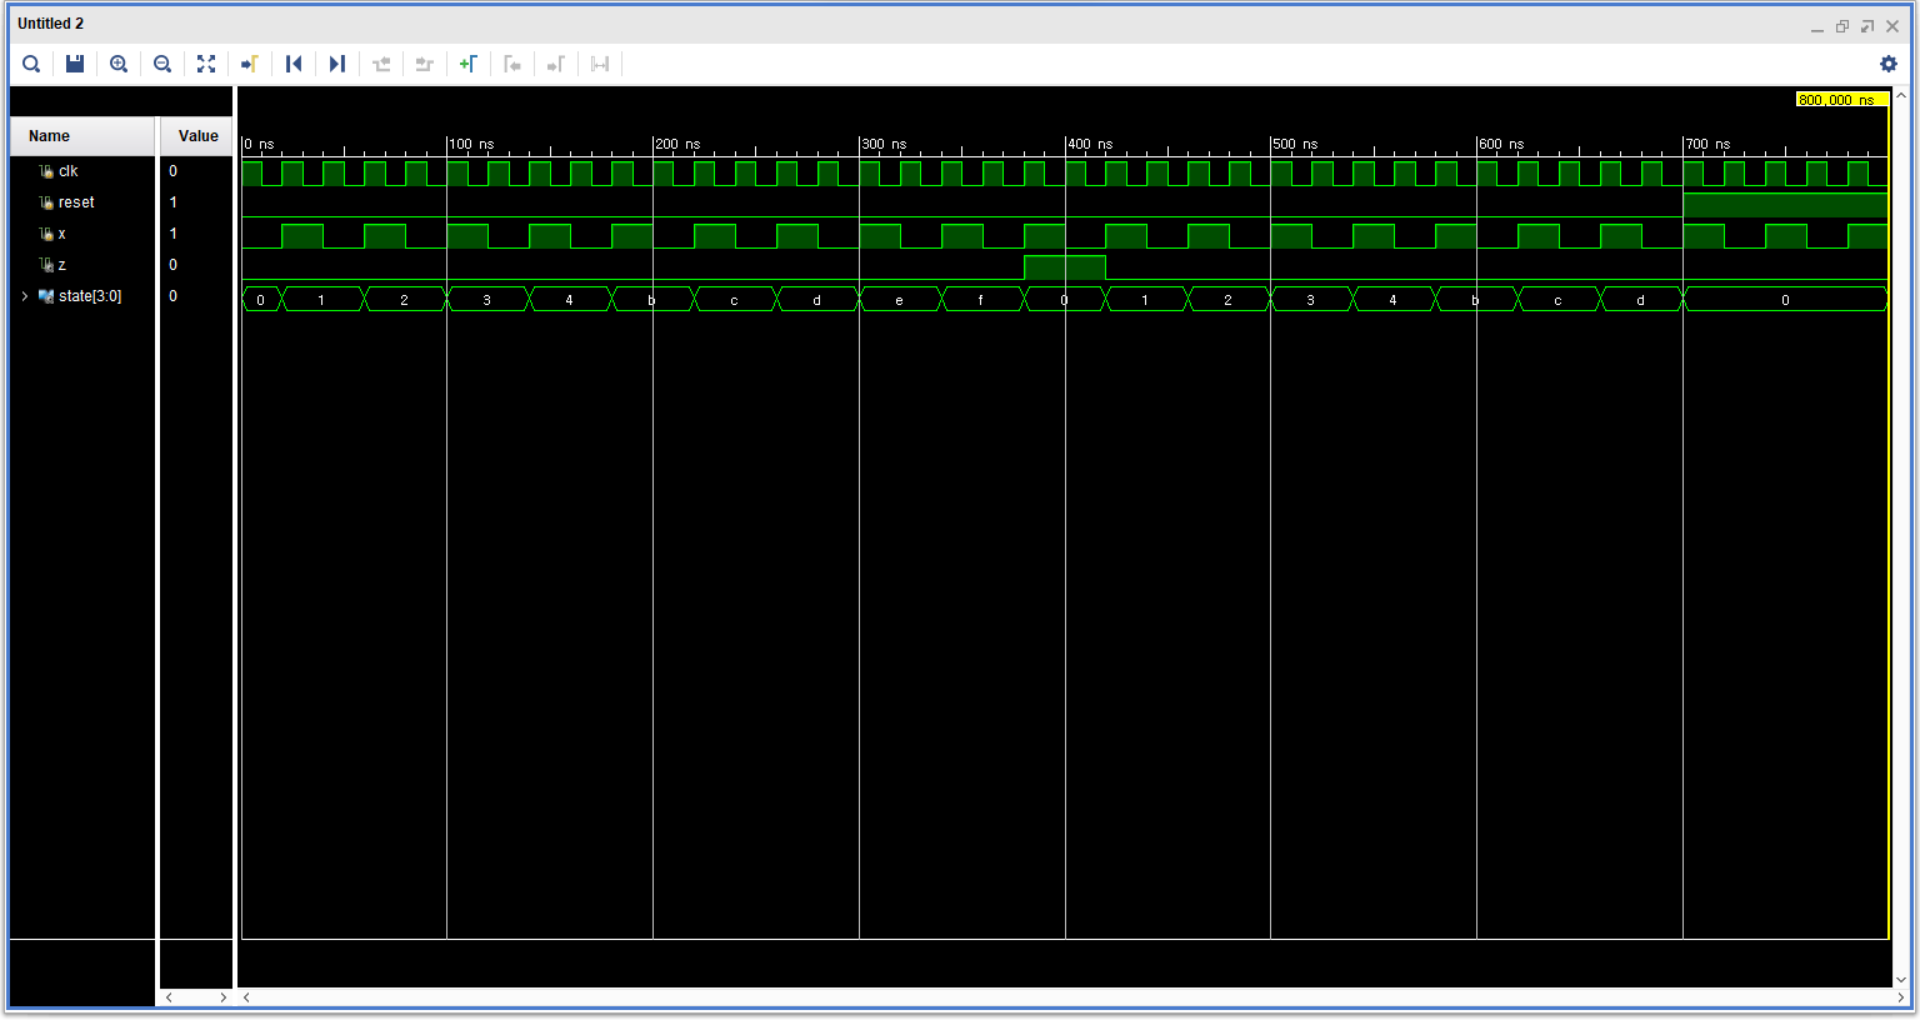 Untitled 2
800,000 ns
Name Value
0 ns 100 ns 200 ns 300 ns 400 ns 500 ns 600 ns 700 ns
clk 0
reset 1
x 1
z 0
state[3:0] 0 0 1 2 3 4 b c d e f 0 1 2 3 4 b c d 0